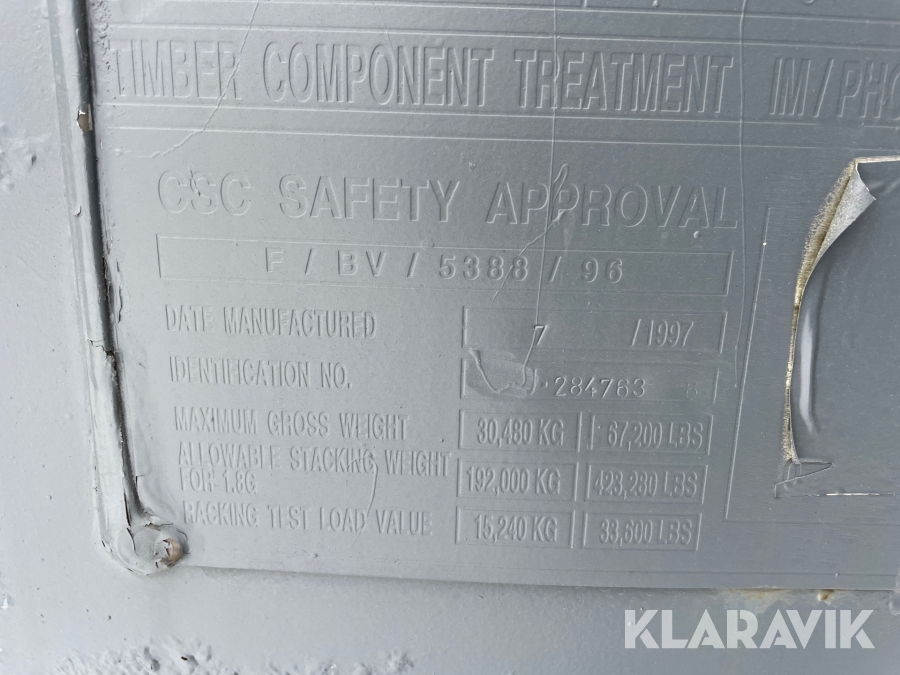 TIMBER COMPONENT TREATMENT IM/PHO
CSC SAFETY APPROVAL
F / BV / 5388 / 96
DATE MANUFACTURED 7 /1997
IDENTIFICATION NO. 284763 6
MAXIMUM GROSS WEIGHT 30,480 KG 67,200 LBS
ALLOWABLE STACKING WEIGHT
FOR 1.8G 192,000 KG 423,280 LBS
RACKING TEST LOAD VALUE 15,240 KG 33,600 LBS
KLARAVIK